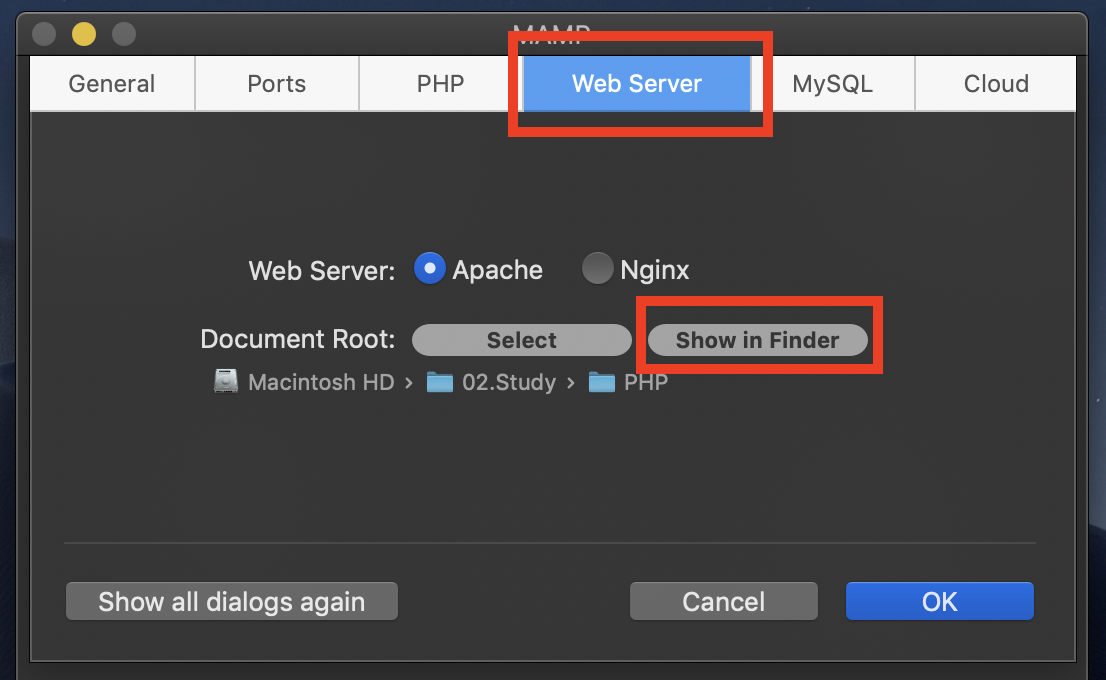 MAMP
General Ports PHP Web Server MySQL Cloud
Web Server: Apache Nginx
Document Root: Select Show in Finder
Macintosh HD › 02.Study › PHP
Show all dialogs again Cancel OK